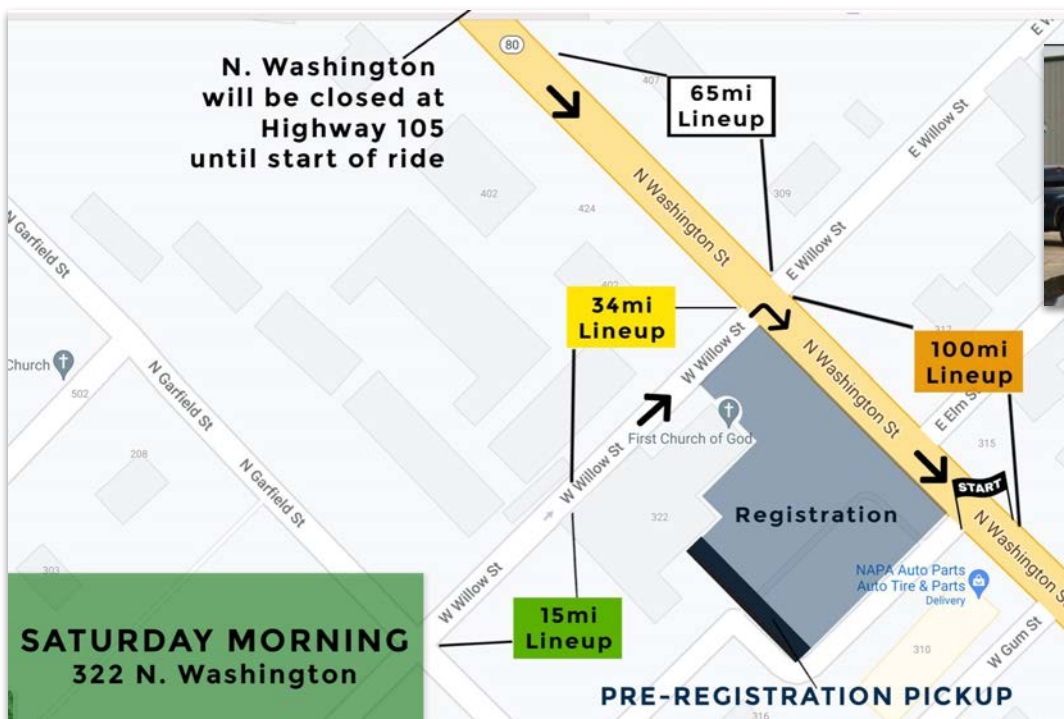 80
N. Washington
will be closed at
Highway 105
until start of ride
65mi
Lineup
407
E Willow St
402
424
309
N Washington St
N Garfield St
E Willow St
402
34mi
Lineup
W Willow St
N Washington St
312
100mi
Lineup
Church
502
N Garfield St
First Church of God
E Elm St
315
208
N Garfield St
W Willow St
322
Registration
START
N Washington St
303
W Willow St
NAPA Auto Parts
Auto Tire & Parts
Delivery
310
W Gum St
15mi
Lineup
SATURDAY MORNING
322 N. Washington
PRE-REGISTRATION PICKUP
316